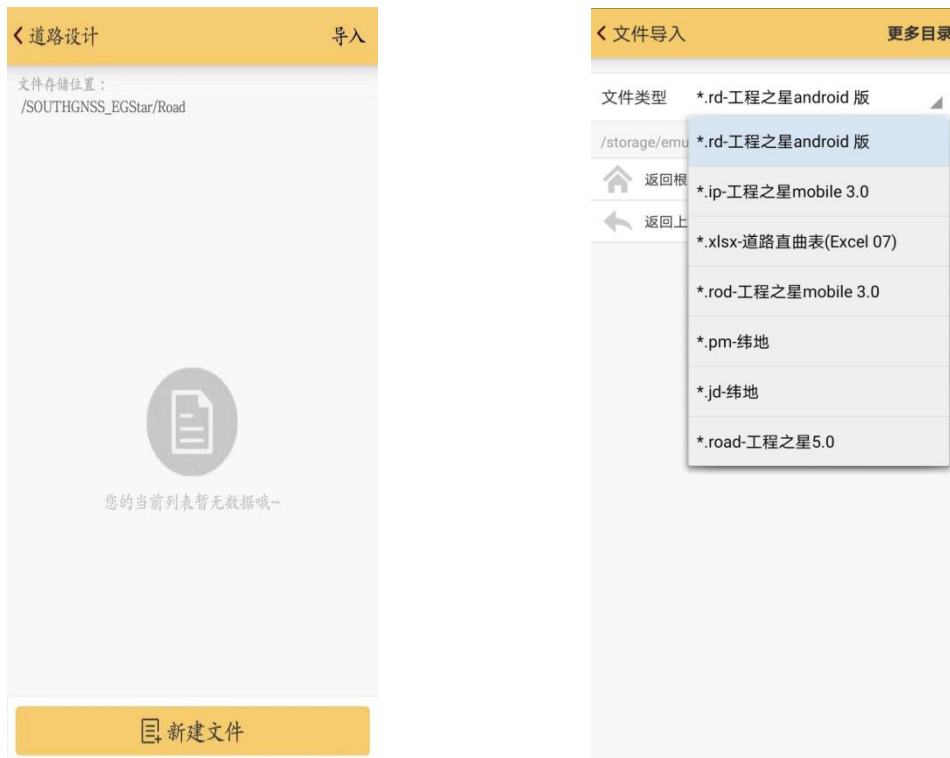 道路设计
导入
文件存储位置：
/SOUTHGNSS_EGStar/Road
您的当前列表暂无数据哦~
新建文件
文件导入
更多目录
文件类型
*.rd-工程之星android 版
/storage/emu
*.rd-工程之星android 版
返回根
*.ip-工程之星mobile 3.0
返回上
*.xlsx-道路直曲表(Excel 07)
*.rod-工程之星mobile 3.0
*.pm-纬地
*.jd-纬地
*.road-工程之星5.0